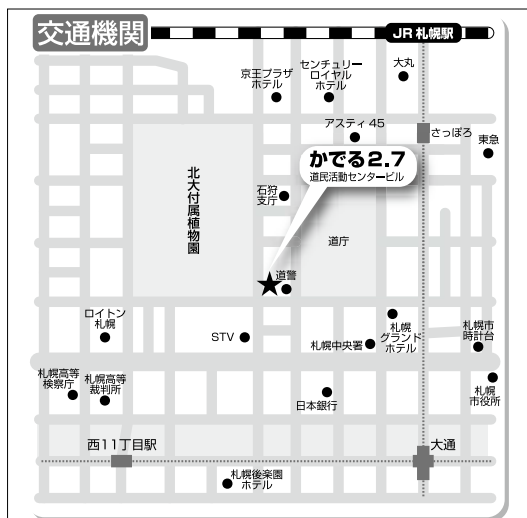 交通機関
JR 札幌駅
京王プラザ
ホテル
センチュリー
ロイヤル
ホテル
大丸
アスティ 45
さっぽろ
東急
かでる2.7
道民活動センタービル
北大付属植物園
石狩
支庁
道庁
道警
ロイトン
札幌
STV
札幌中央署
札幌
グランド
ホテル
札幌市
時計台
札幌高等
検察庁
札幌高等
裁判所
日本銀行
札幌
市役所
西11丁目駅
大通
札幌後楽園
ホテル